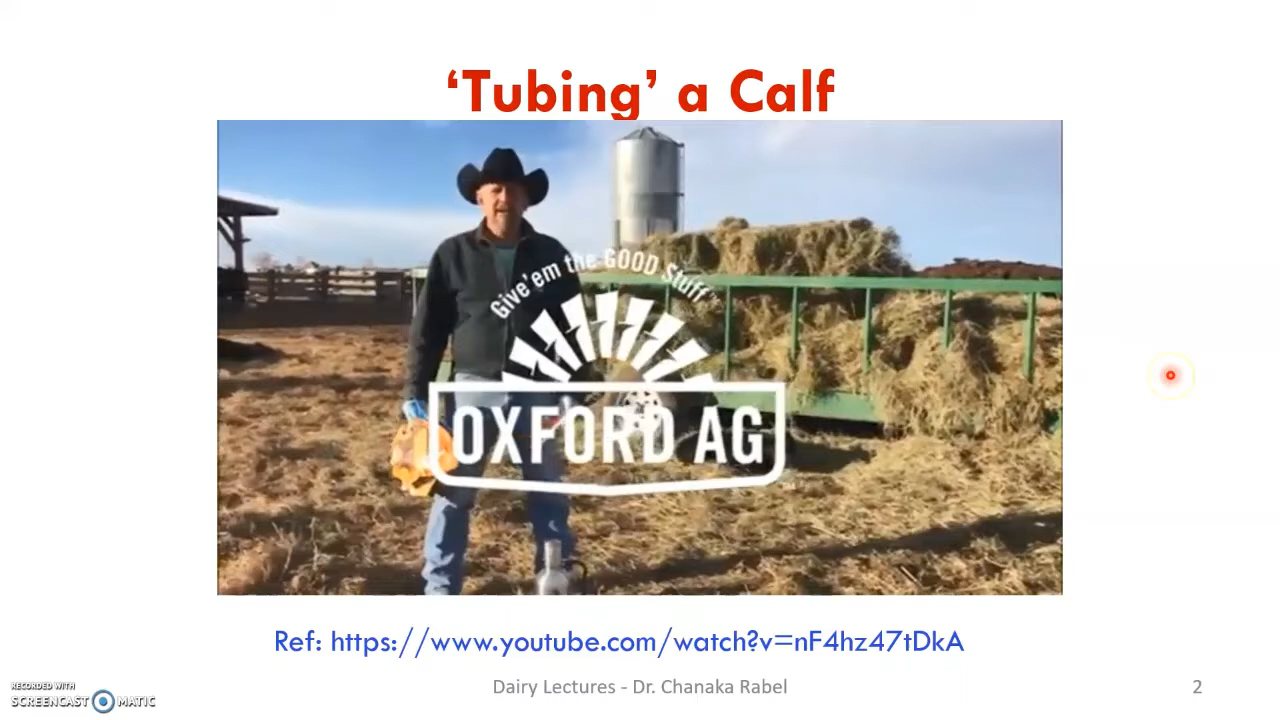 ‘Tubing’ a Calf
Give'em the GOOD Stuff™
OXFORD AG
Ref: https://www.youtube.com/watch?v=nF4hz47tDkA
Dairy Lectures - Dr. Chanaka Rabel
2
RECORDED WITH
SCREENCAST MATIC